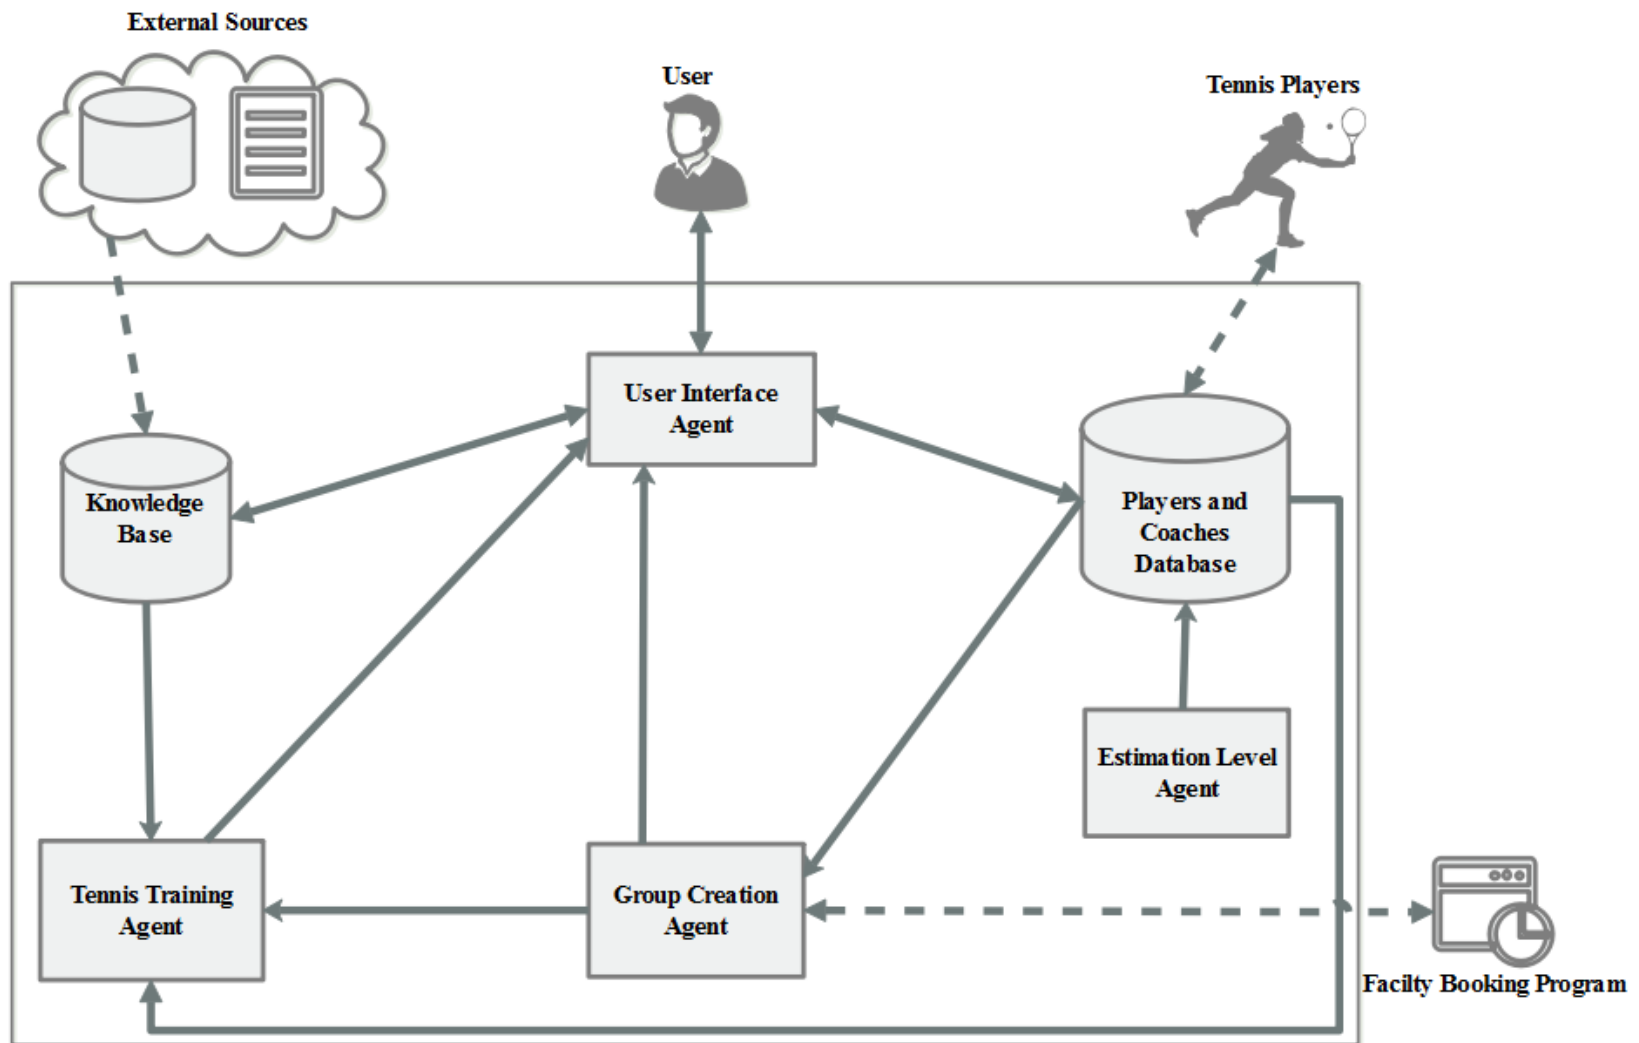 External Sources
User
Tennis Players
User Interface
Agent
Knowledge
Base
Players and
Coaches
Database
Estimation Level
Agent
Tennis Training
Agent
Group Creation
Agent
Facilty Booking Program